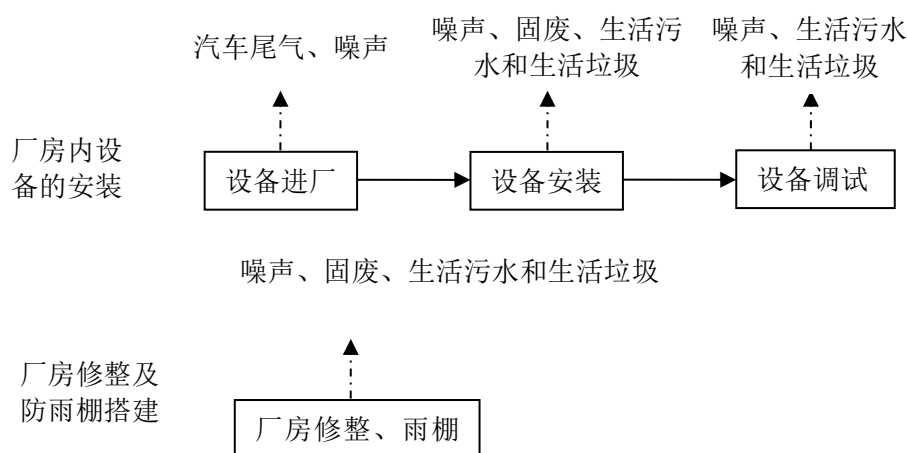 汽车尾气、噪声
噪声、固废、生活污
水和生活垃圾
噪声、生活污水
和生活垃圾
厂房内设
备的安装
设备进厂
设备安装
设备调试
噪声、固废、生活污水和生活垃圾
厂房修整及
防雨棚搭建
厂房修整、雨棚